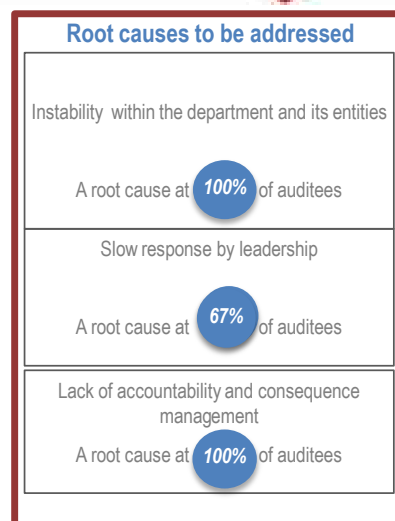 Root causes to be addressed
Instability within the department and its entities
A root cause at 100% of auditees
Slow response by leadership
A root cause at 67% of auditees
Lack of accountability and consequence
management
A root cause at 100% of auditees